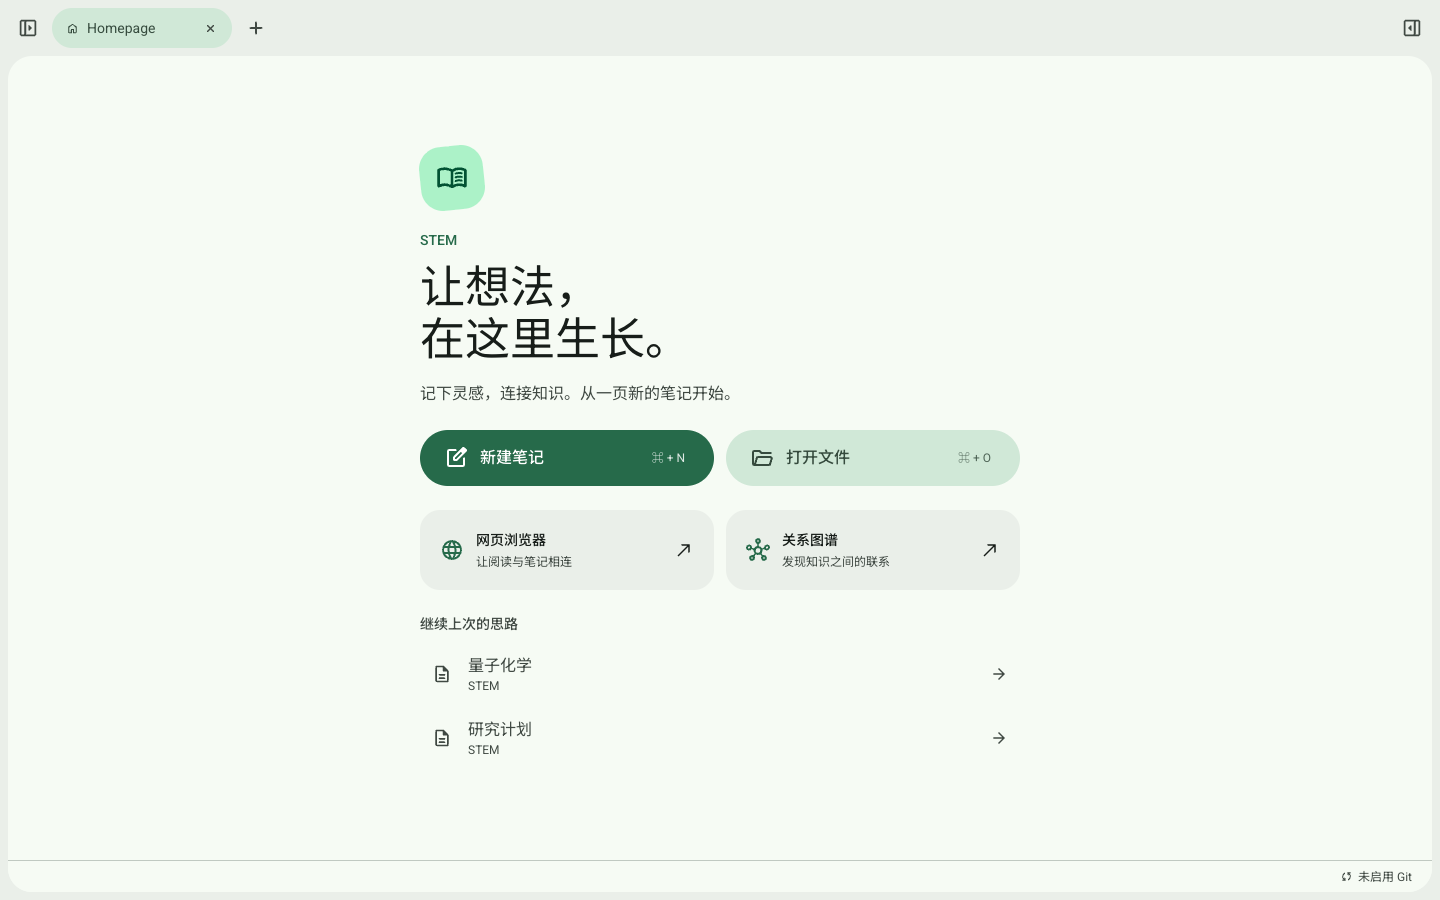 Homepage
STEM
让想法，
在这里生长。
记下灵感，连接知识。从一页新的笔记开始。
新建笔记 ⌘ + N
打开文件 ⌘ + O
网页浏览器
让阅读与笔记相连
关系图谱
发现知识之间的联系
继续上次的思路
量子化学
STEM
研究计划
STEM
未启用 Git